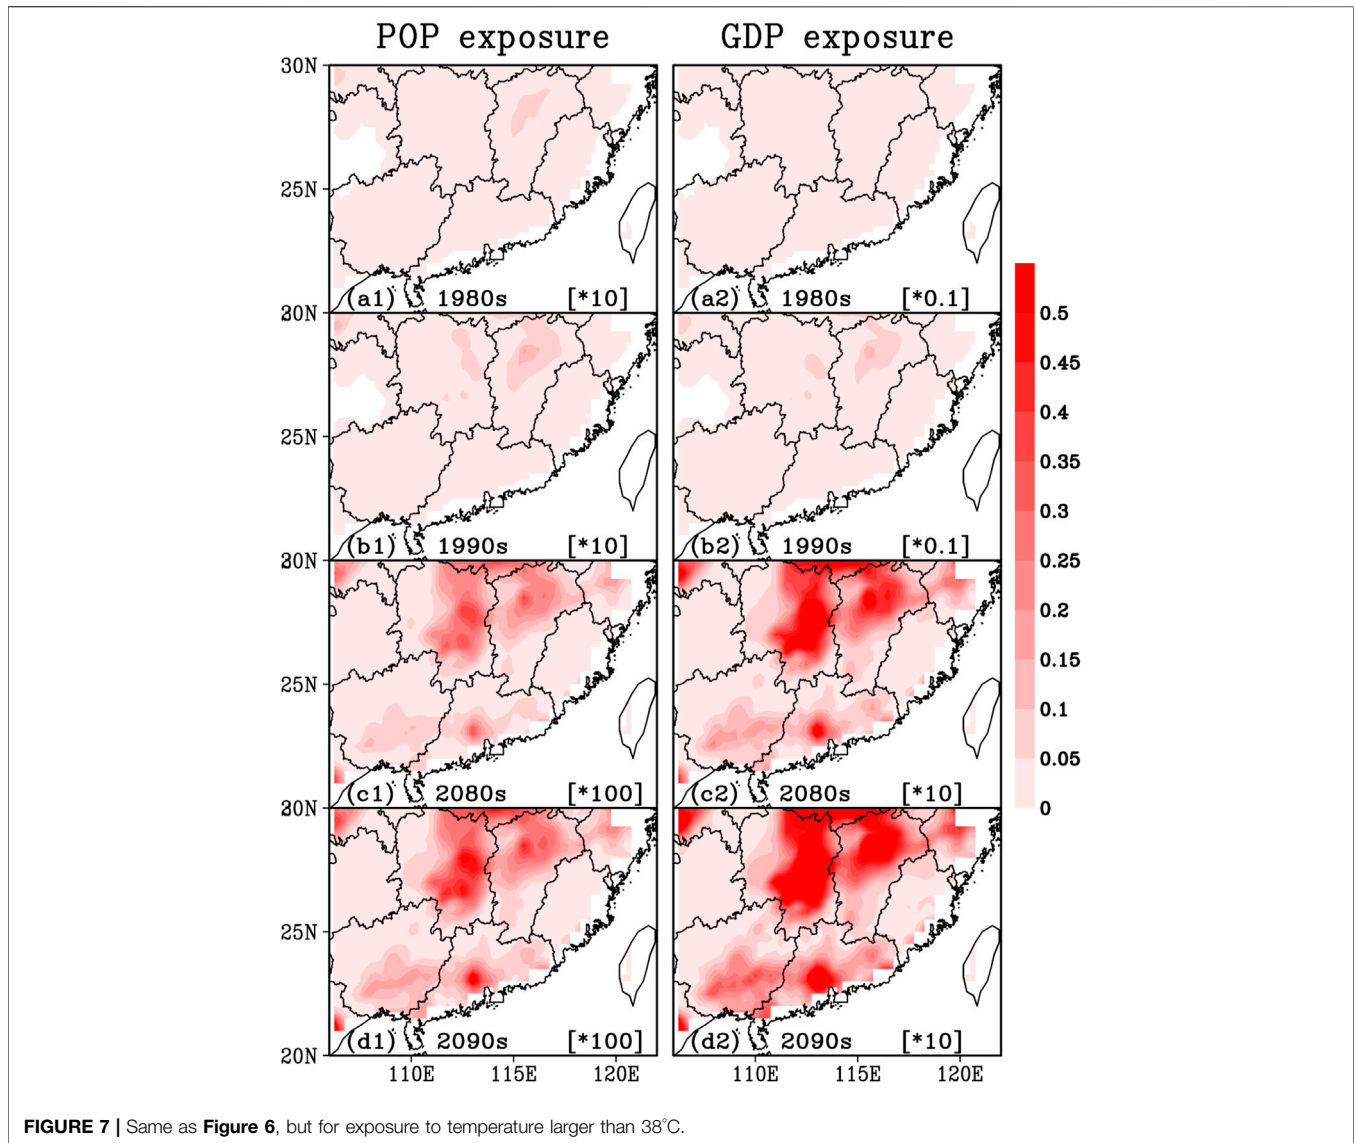 POP exposure
GDP exposure
30N
25N
(a1) 1980s [*10]
(a2) 1980s [*0.1]
20N
30N
25N
(b1) 1990s [*10]
(b2) 1990s [*0.1]
20N
30N
25N
(c1) 2080s [*100]
(c2) 2080s [*10]
20N
30N
25N
(d1) 2090s [*100]
(d2) 2090s [*10]
20N
110E 115E 120E
110E 115E 120E
0.5
0.45
0.4
0.35
0.3
0.25
0.2
0.15
0.1
0.05
0
FIGURE 7 | Same as Figure 6, but for exposure to temperature larger than 38°C.